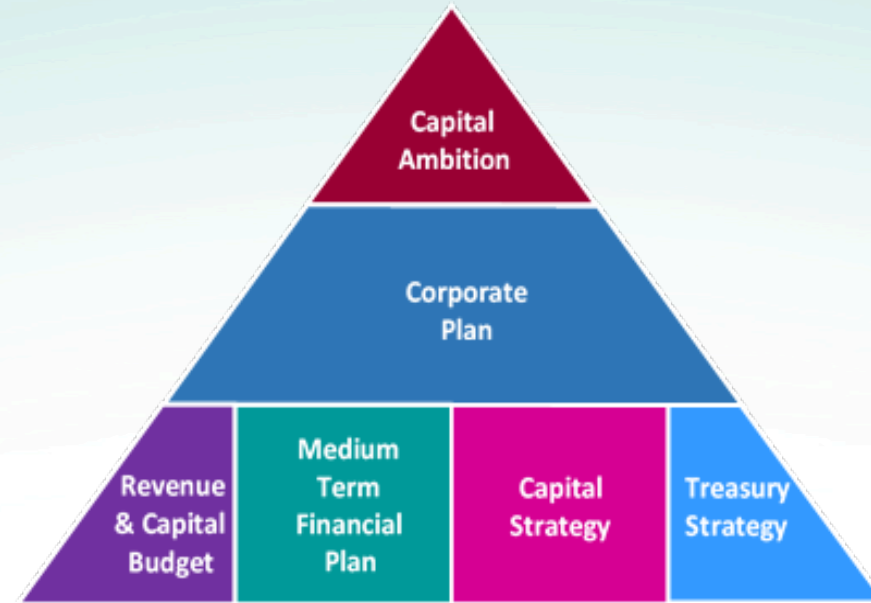 Capital
Ambition
Corporate
Plan
Revenue
& Capital
Budget
Medium
Term
Financial
Plan
Capital
Strategy
Treasury
Strategy